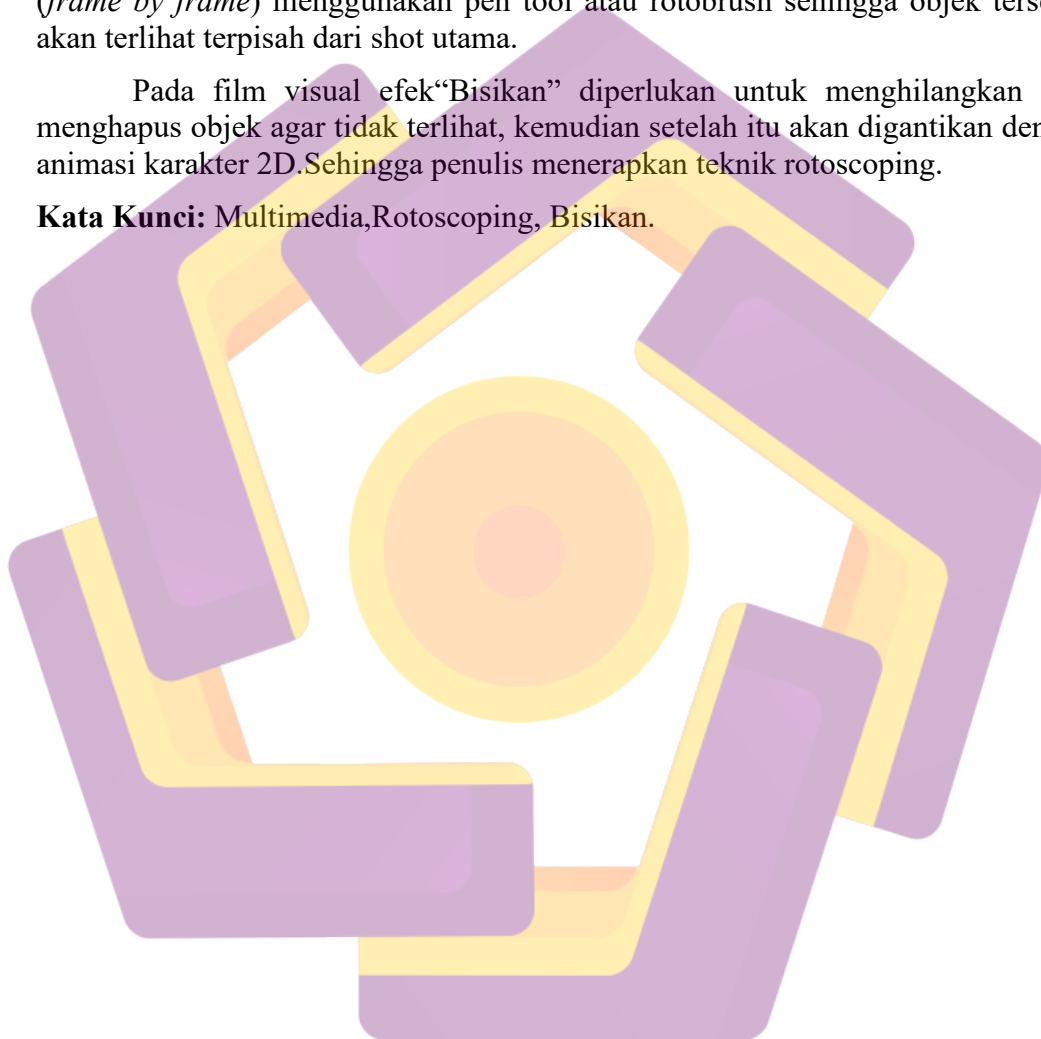 (frame by frame) menggunakan pen tool atau rotobrush sehingga objek
akan terlihat terpisah dari shot utama.
Pada film visual efek“Bisikan” diperlukan untuk menghilangkan
menghapus objek agar tidak terlihat, kemudian setelah itu akan digantikan
animasi karakter 2D.Sehingga penulis menerapkan teknik rotoscoping.
Kata Kunci: Multimedia,Rotoscoping, Bisikan.